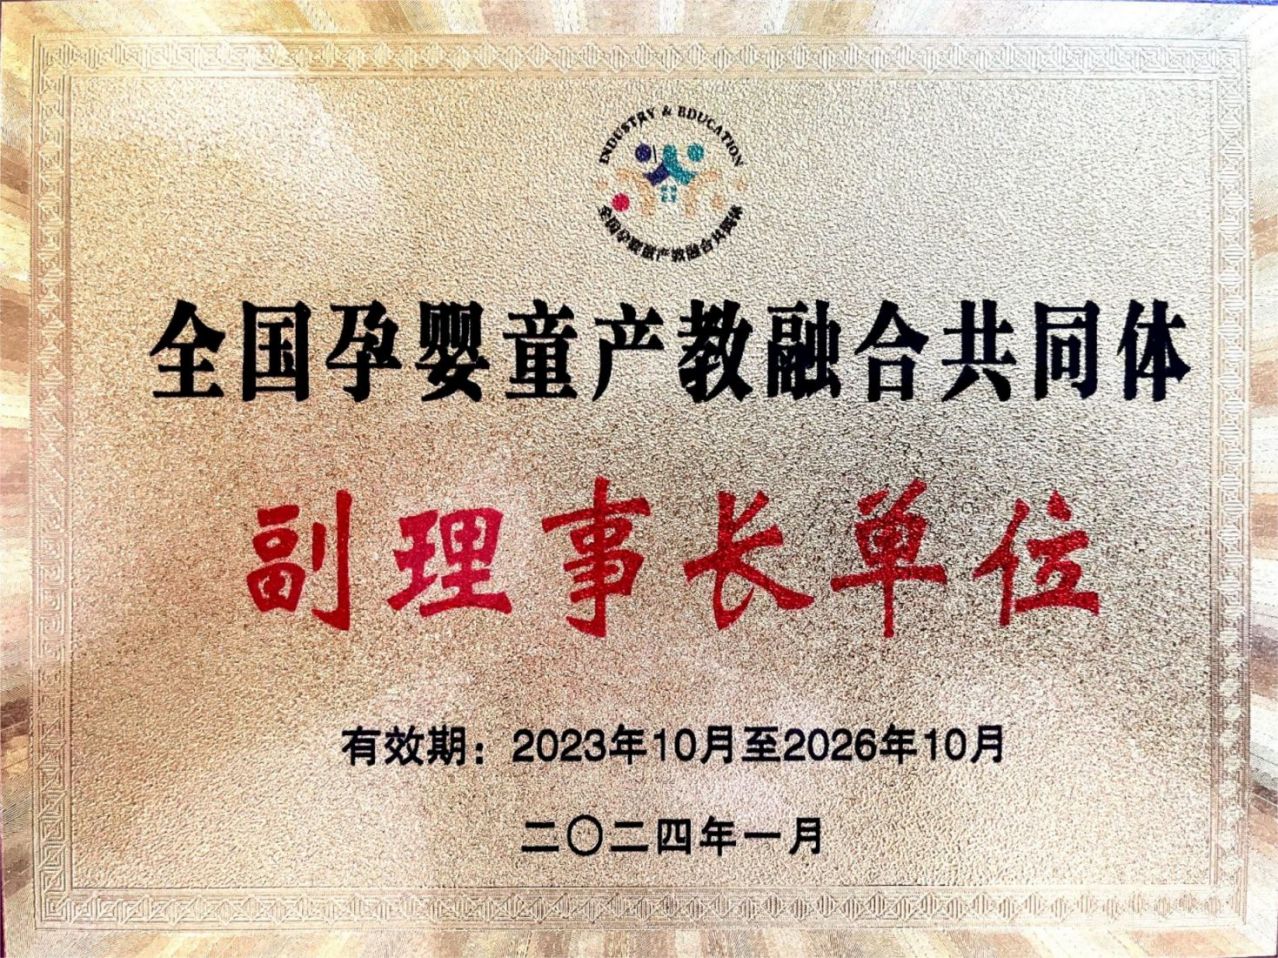 INDUSTRY & EDUCATION
全国孕婴童产教融合共同体
全国孕婴童产教融合共同体
副理事长单位
有效期：2023年10月至2026年10月
二〇二四年一月